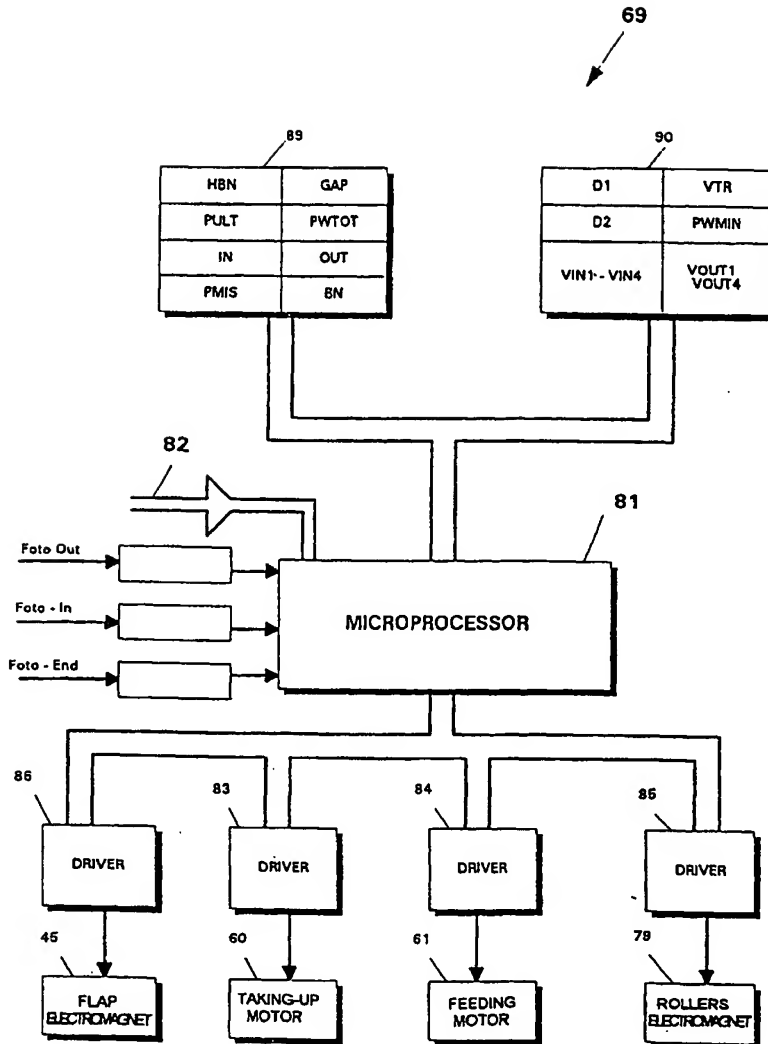 69
89
90
HBN GAP
PULT PWTOT
IN OUT
PMIS BN
D1 VTR
D2 PWMIN
VIN1 - VIN4 VOUT1
VOUT4
82
81
Foto Out
Foto - In
Foto - End
MICROPROCESSOR
86
83
84
85
DRIVER
DRIVER
DRIVER
DRIVER
45
60
61
79
FLAP
ELECTROMAGNET
TAKING-UP
MOTOR
FEEDING
MOTOR
ROLLERS
ELECTROMAGNET